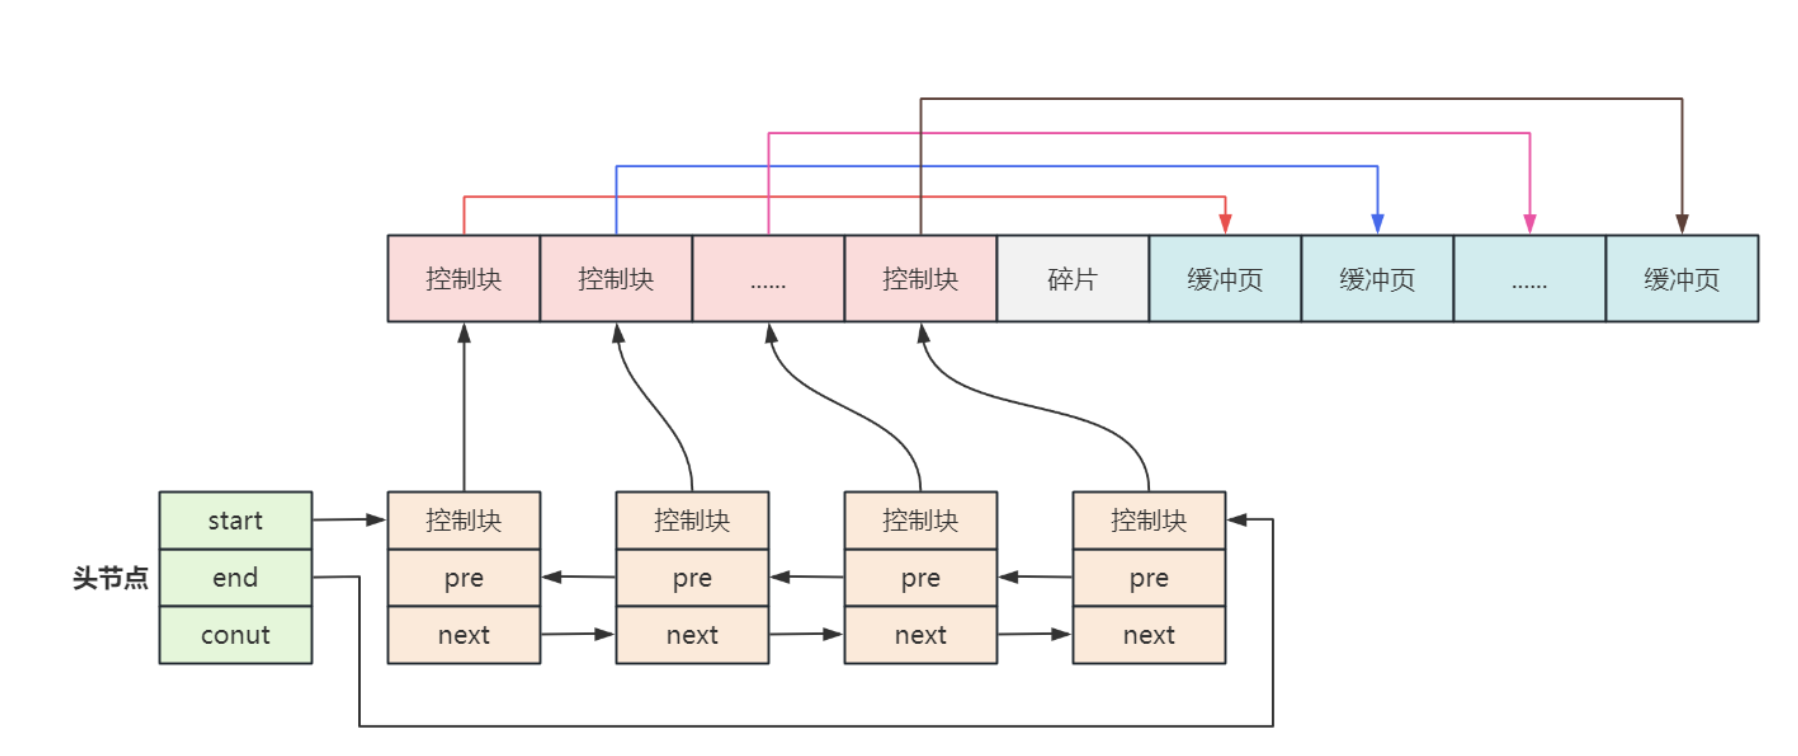 控制块 控制块 ...... 控制块 碎片 缓冲页 缓冲页 ...... 缓冲页
start 控制块 控制块 控制块 控制块
头节点 end pre pre pre pre
conut next next next next